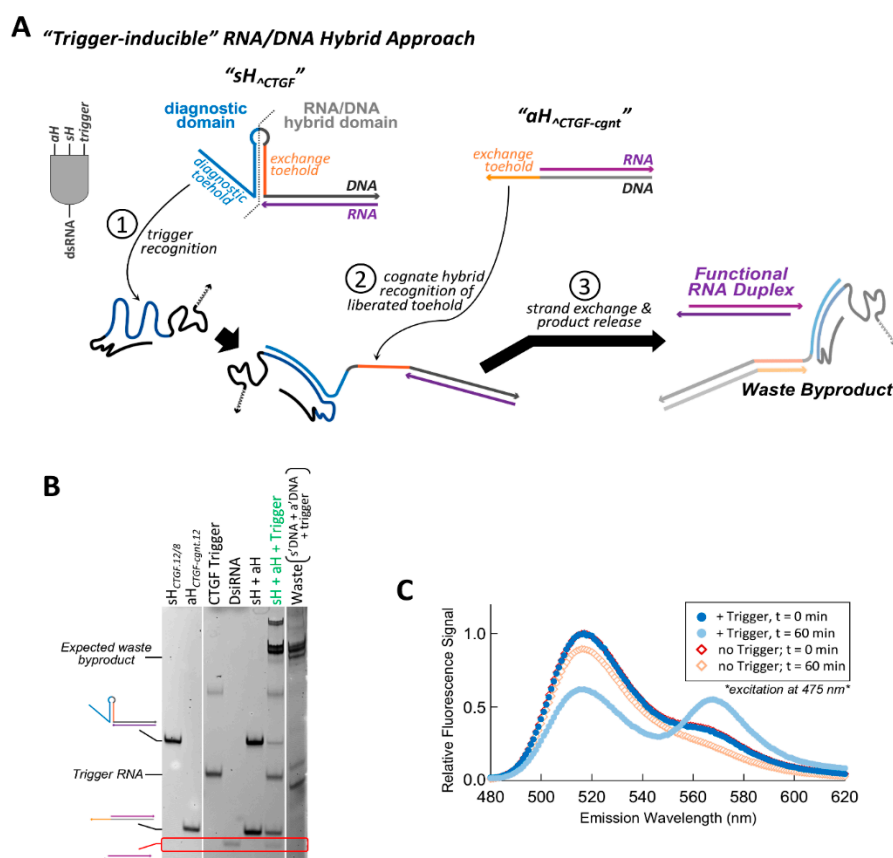 A "Trigger-inducible" RNA/DNA Hybrid Approach
"sH^CTGF"
"aH^CTGF-cgnt"
aH
sH
trigger
dsRNA
diagnostic
domain
RNA/DNA
hybrid domain
diagnostic
toehold
exchange
toehold
DNA
RNA
exchange
toehold
RNA
DNA
1
trigger
recognition
2
cognate hybrid
recognition of
liberated toehold
3
strand exchange &
product release
Functional
RNA Duplex
Waste Byproduct
B
sHCTGF.12/8
aHCTGF-cgnt.12
CTGF Trigger
DsiRNA
sH + aH
sH + aH + Trigger
Waste (s'DNA + a'DNA
+ trigger)
Expected waste
byproduct
Trigger RNA
C
Relative Fluorescence Signal
1.0
0.5
0.0
480 500 520 540 560 580 600 620
Emission Wavelength (nm)
+ Trigger, t = 0 min
+ Trigger, t = 60 min
no Trigger; t = 0 min
no Trigger; t = 60 min
*excitation at 475 nm*